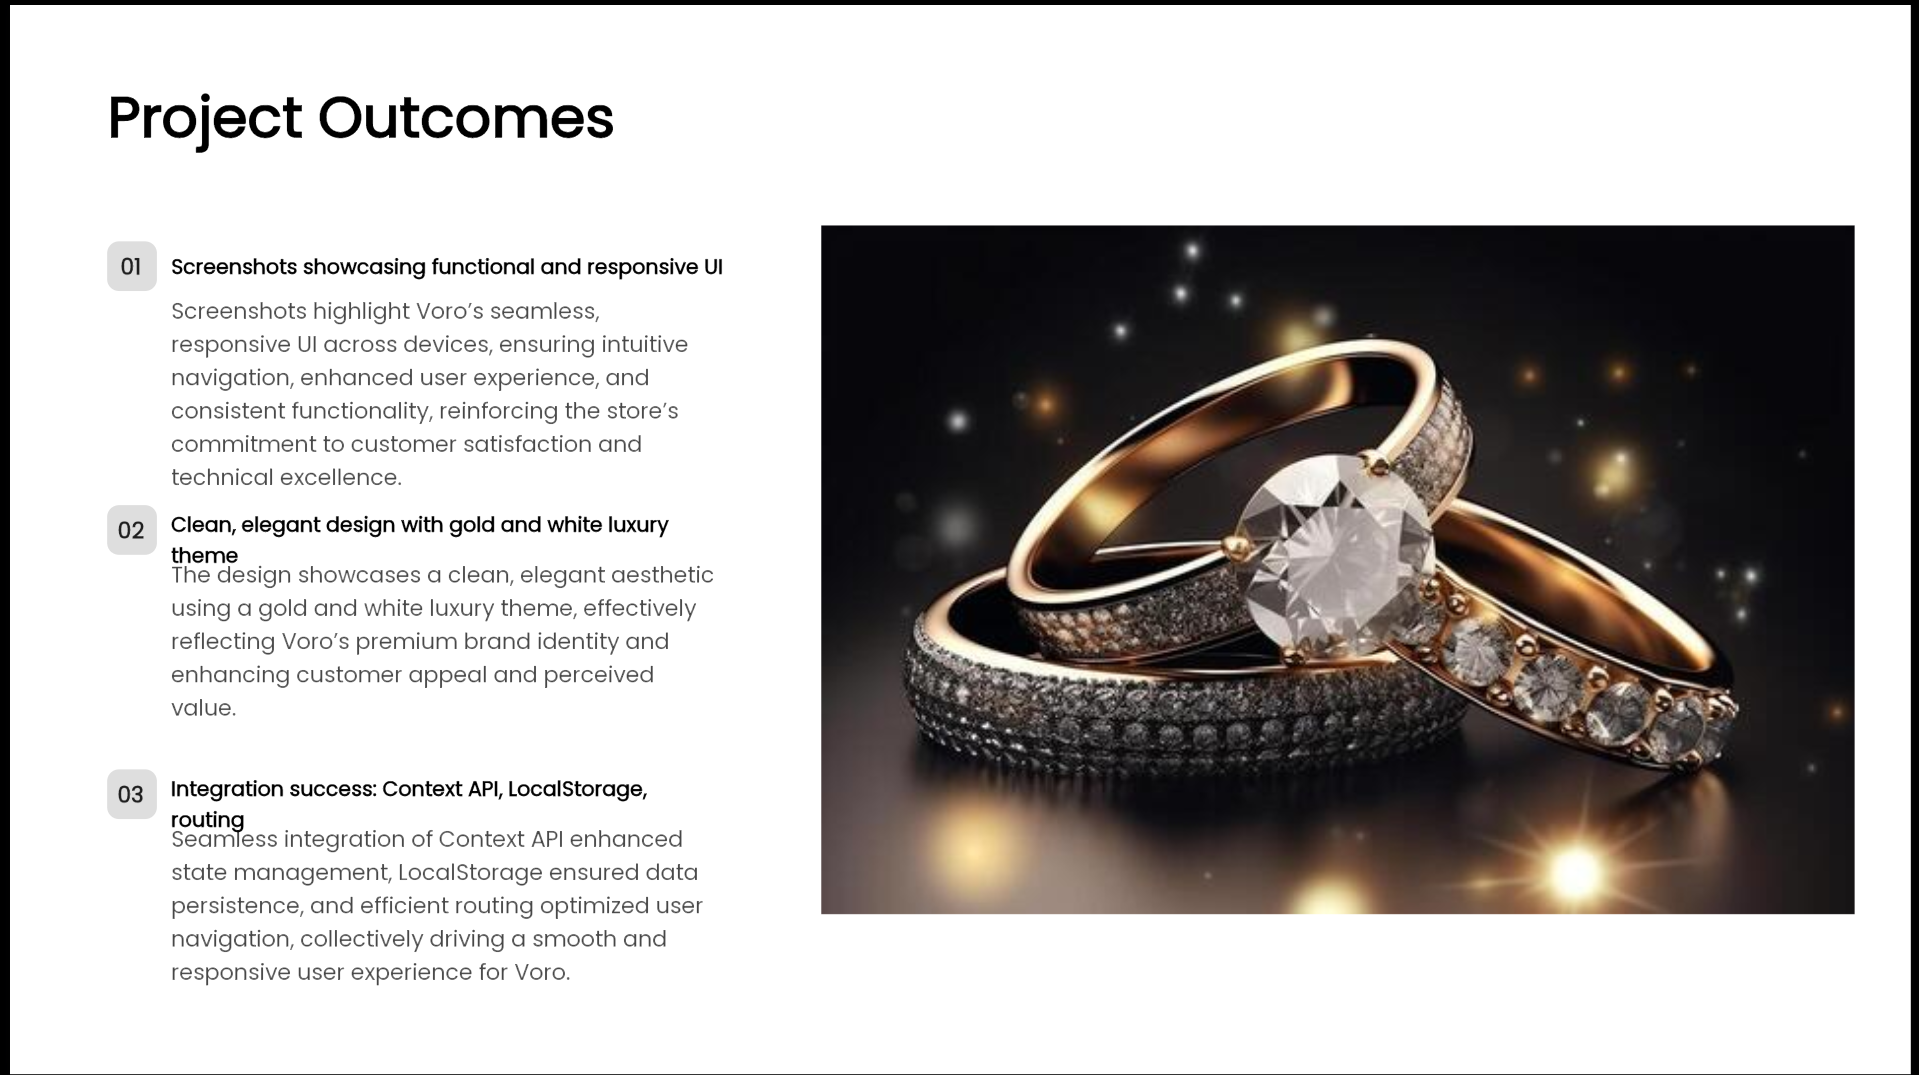 Project Outcomes
01
Screenshots showcasing functional and responsive UI
Screenshots highlight Voro’s seamless,
responsive UI across devices, ensuring intuitive
navigation, enhanced user experience, and
consistent functionality, reinforcing the store’s
commitment to customer satisfaction and
technical excellence.
02
Clean, elegant design with gold and white luxury
theme
The design showcases a clean, elegant aesthetic
using a gold and white luxury theme, effectively
reflecting Voro’s premium brand identity and
enhancing customer appeal and perceived
value.
03
Integration success: Context API, LocalStorage,
routing
Seamless integration of Context API enhanced
state management, LocalStorage ensured data
persistence, and efficient routing optimized user
navigation, collectively driving a smooth and
responsive user experience for Voro.